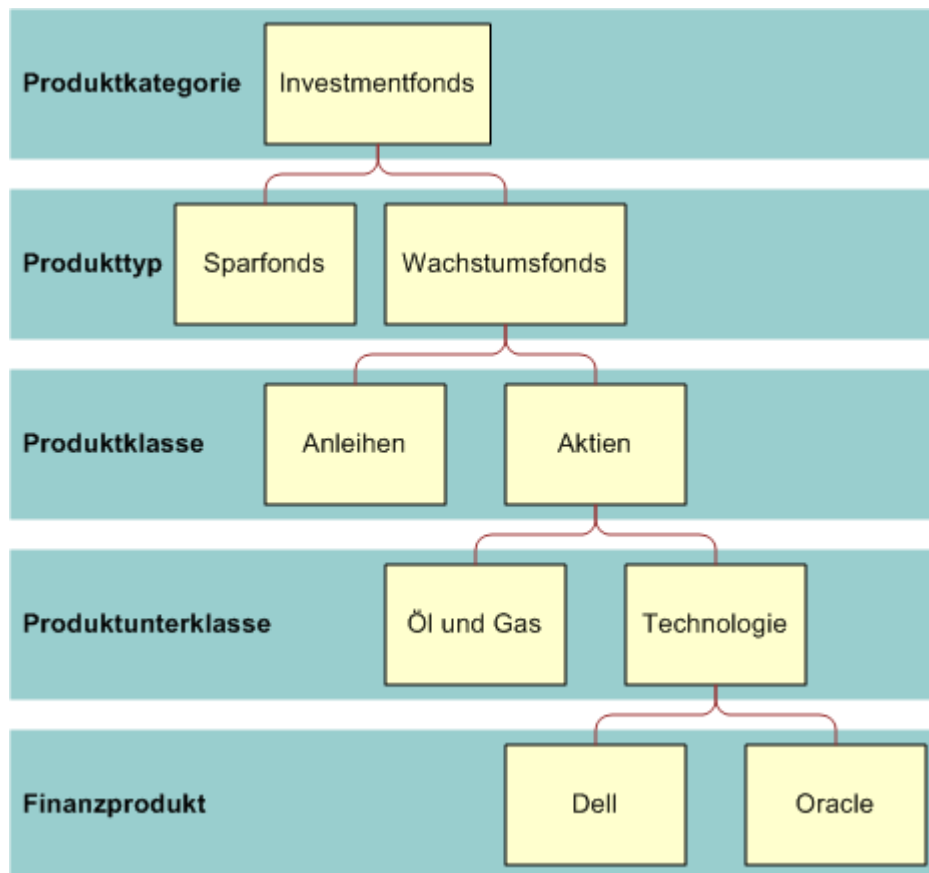 Produktkategorie
Investmentfonds
Produkttyp
Sparfonds
Wachstumsfonds
Produktklasse
Anleihen
Aktien
Produktunterklasse
Öl und Gas
Technologie
Finanzprodukt
Dell
Oracle